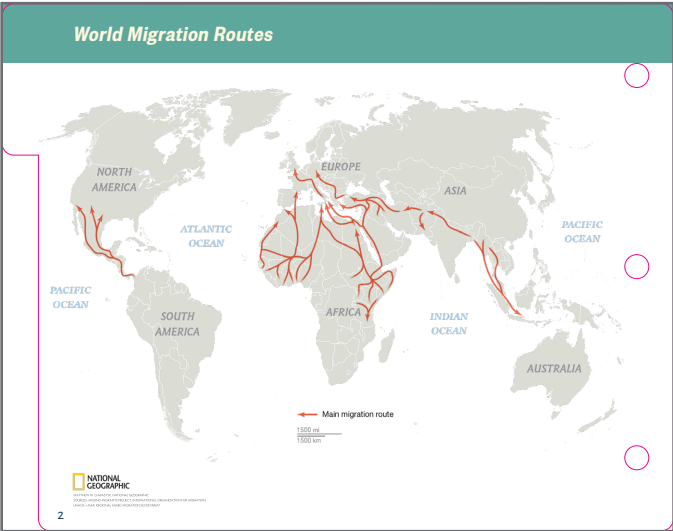 World Migration Routes
NORTH
AMERICA
EUROPE
ASIA
ATLANTIC
OCEAN
PACIFIC
OCEAN
PACIFIC
OCEAN
SOUTH
AMERICA
AFRICA
INDIAN
OCEAN
AUSTRALIA
Main migration route
1500 mi
1500 km
NATIONAL
GEOGRAPHIC
2